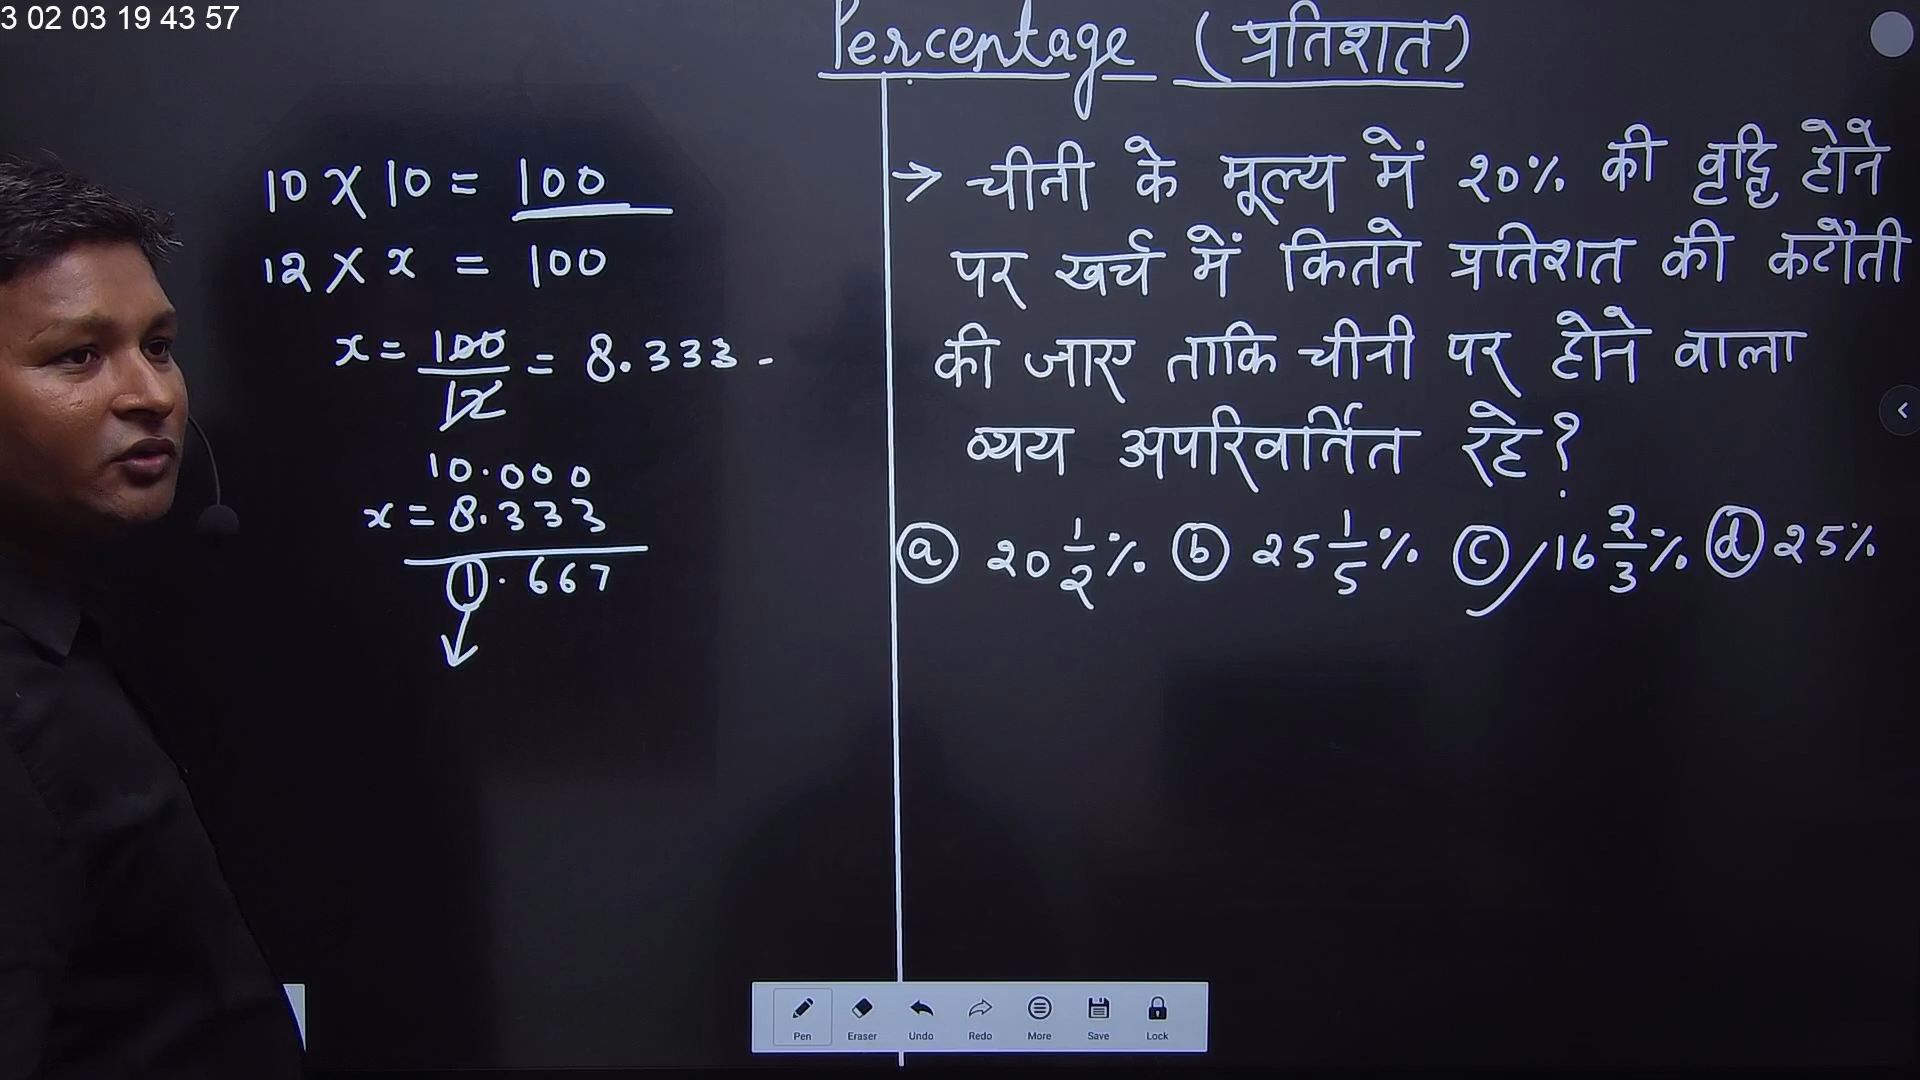 3 02 03 19 43 57
Percentage (प्रतिशत)
10 X 10 = 100
12 X x = 100
x = 100/12 = 8.333 -
10.000
x = 8.333
1.667
→ चीनी के मूल्य में 20% की वृद्धि होने
पर खर्च में कितने प्रतिशत की कटौती
की जाए ताकि चीनी पर होने वाला
व्यय अपरिवर्तित रहे?
(a) 20 1/2 % (b) 25 1/5 % (c) 16 2/3 % (d) 25%
Pen Eraser Undo Redo More Save Lock